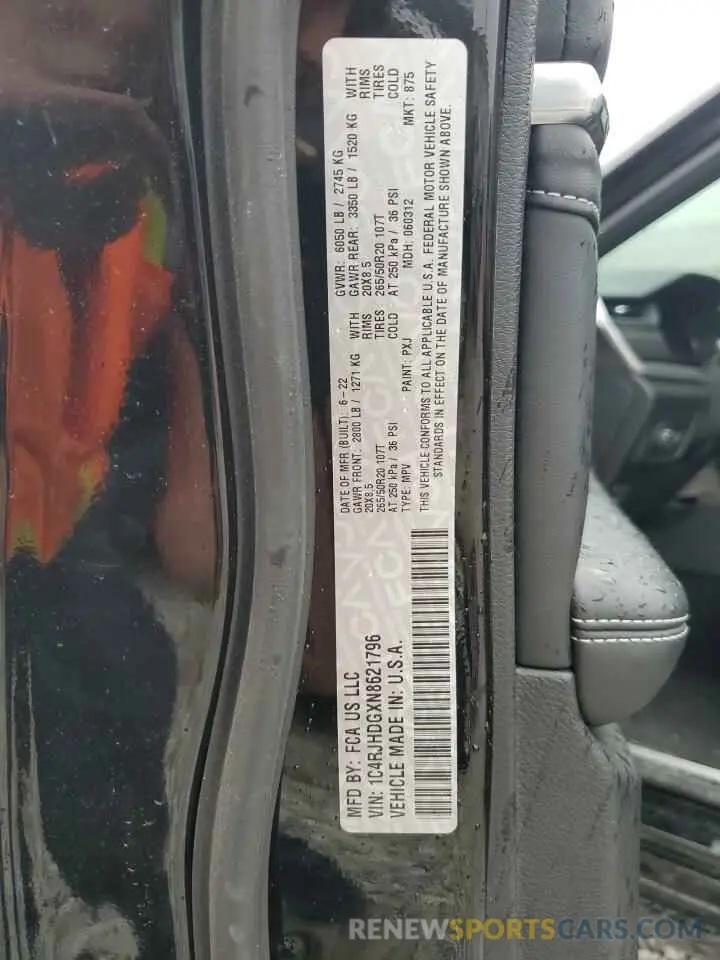 MFD BY: FCA US LLC
VIN: 1C4RJHDGXN8621796
VEHICLE MADE IN: U.S.A.
DATE OF MFR (BUILT): 6-22 GVWR: 6050 LB / 2745 KG
GAWR FRONT: 2800 LB / 1271 KG WITH GAWR REAR: 3350 LB / 1520 KG WITH
20X8.5 RIMS 20X8.5 RIMS
265/50R20 107T TIRES 265/50R20 107T TIRES
AT 250 kPa / 36 PSI COLD AT 250 kPa / 36 PSI COLD
TYPE: MPV PAINT: PXJ MDH: 060312 MKT: 875
THIS VEHICLE CONFORMS TO ALL APPLICABLE U.S.A. FEDERAL MOTOR VEHICLE SAFETY
STANDARDS IN EFFECT ON THE DATE OF MANUFACTURE SHOWN ABOVE.
RENEWSPORTSCARS.COM